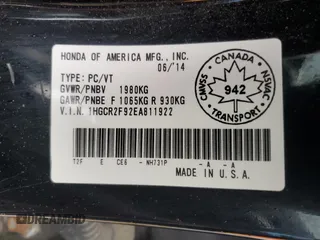 HONDA OF AMERICA MFG., INC.
06/14
TYPE: PC/VT
GVWR/PNBV 1980KG
GAWR/PNBE F 1065KG R 930KG
V.I.N. 1HGCR2F92EA811922
CANADA
CMVSS
942
NSVAC
TRANSPORT
T2F E CE6 - NH731P - A - A
MADE IN U.S.A.
©DREAMBID